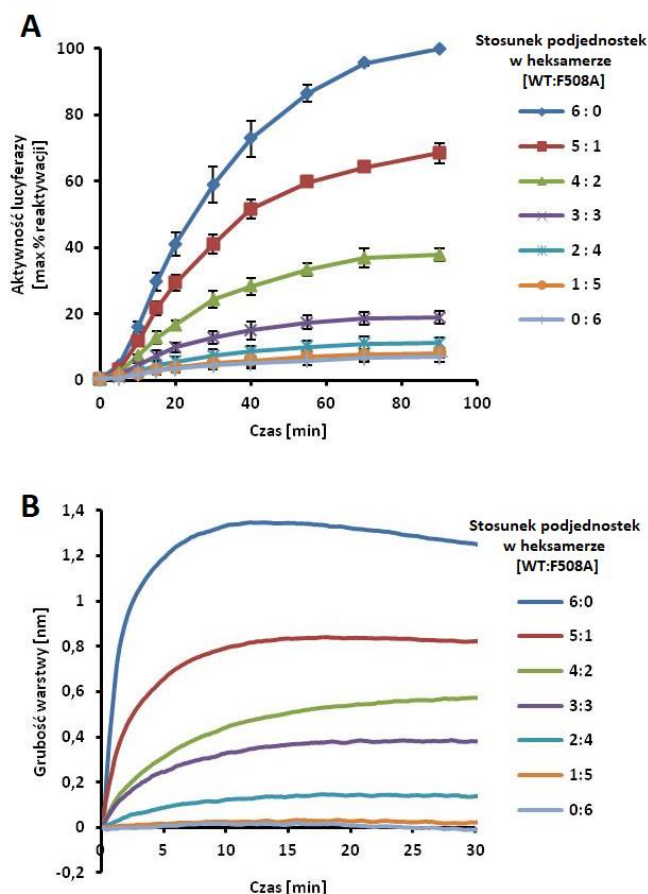 A
Aktywność lucyferazy
[max % reaktywacji]
100
80
60
40
20
0
0 20 40 60 80 100
Czas [min]
Stosunek podjednostek
w heksamerze
[WT:F508A]
6 : 0
5 : 1
4 : 2
3 : 3
2 : 4
1 : 5
0 : 6
B
Grubość warstwy [nm]
1,4
1,2
1
0,8
0,6
0,4
0,2
0
-0,2
0 5 10 15 20 25 30
Czas [min]
Stosunek podjednostek
w heksamerze
[WT:F508A]
6:0
5:1
4:2
3:3
2:4
1:5
0:6